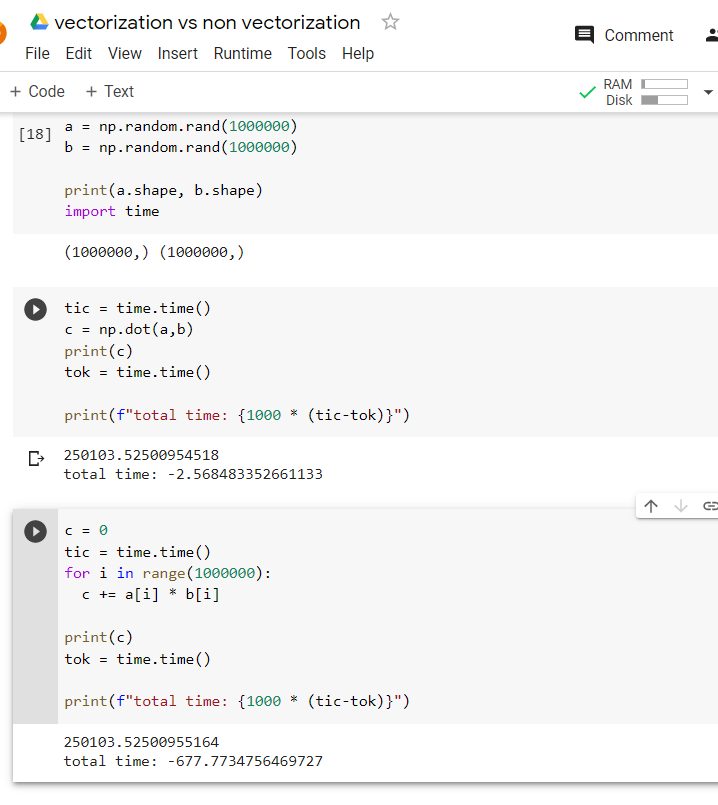 vectorization vs non vectorization
Comment
File Edit View Insert Runtime Tools Help
+ Code + Text
RAM
Disk
[18] a = np.random.rand(1000000)
b = np.random.rand(1000000)
print(a.shape, b.shape)
import time
(1000000,) (1000000,)
tic = time.time()
c = np.dot(a,b)
print(c)
tok = time.time()
print(f"total time: {1000 * (tic-tok)}")
250103.52500954518
total time: -2.568483352661133
c = 0
tic = time.time()
for i in range(1000000):
  c += a[i] * b[i]
print(c)
tok = time.time()
print(f"total time: {1000 * (tic-tok)}")
250103.52500955164
total time: -677.7734756469727